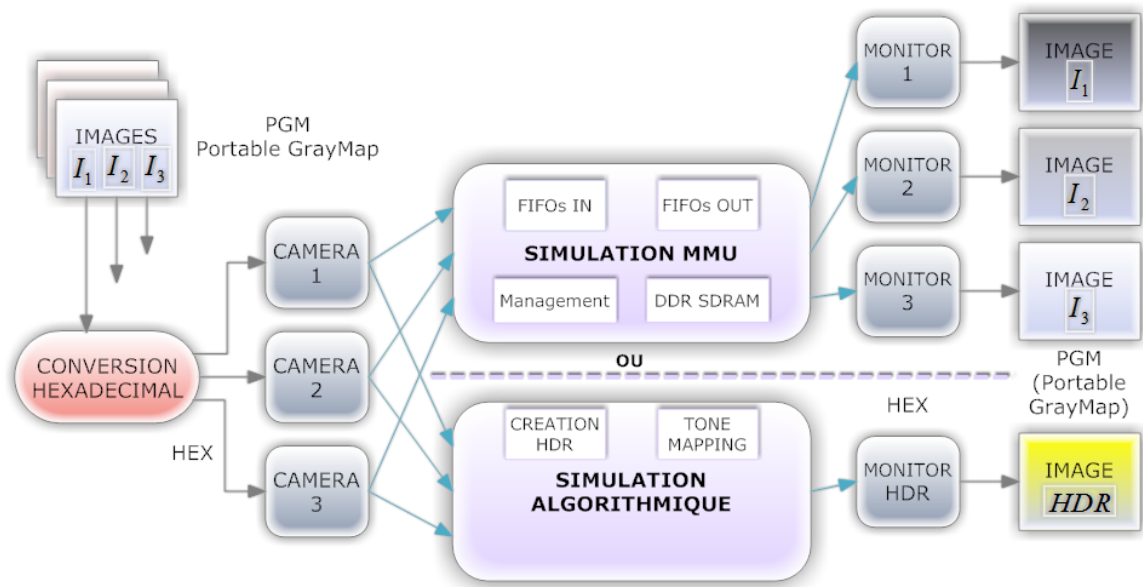 IMAGES
I₁ I₂ I₃
PGM
Portable GrayMap
CONVERSION
HEXADECIMAL
HEX
CAMERA
1
CAMERA
2
CAMERA
3
FIFOs IN
FIFOs OUT
SIMULATION MMU
Management
DDR SDRAM
OU
CREATION
HDR
TONE
MAPPING
SIMULATION
ALGORITHMIQUE
MONITOR
1
MONITOR
2
MONITOR
3
HEX
MONITOR
HDR
IMAGE
I₁
IMAGE
I₂
IMAGE
I₃
PGM
(Portable
GrayMap)
IMAGE
HDR